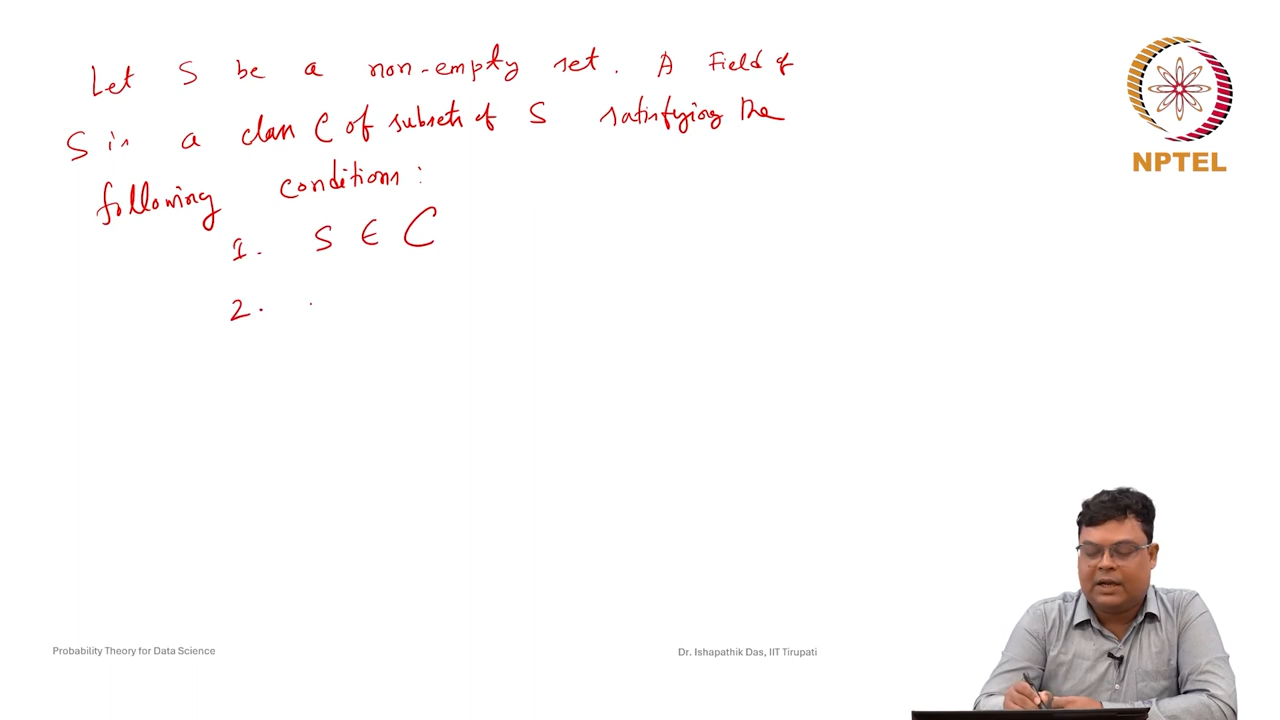 Let S be a non-empty set. A Field of
S is a class C of subsets of S satisfying the
following conditions:
1. S ∈ C
2.
NPTEL
Probability Theory for Data Science
Dr. Ishapathik Das, IIT Tirupati